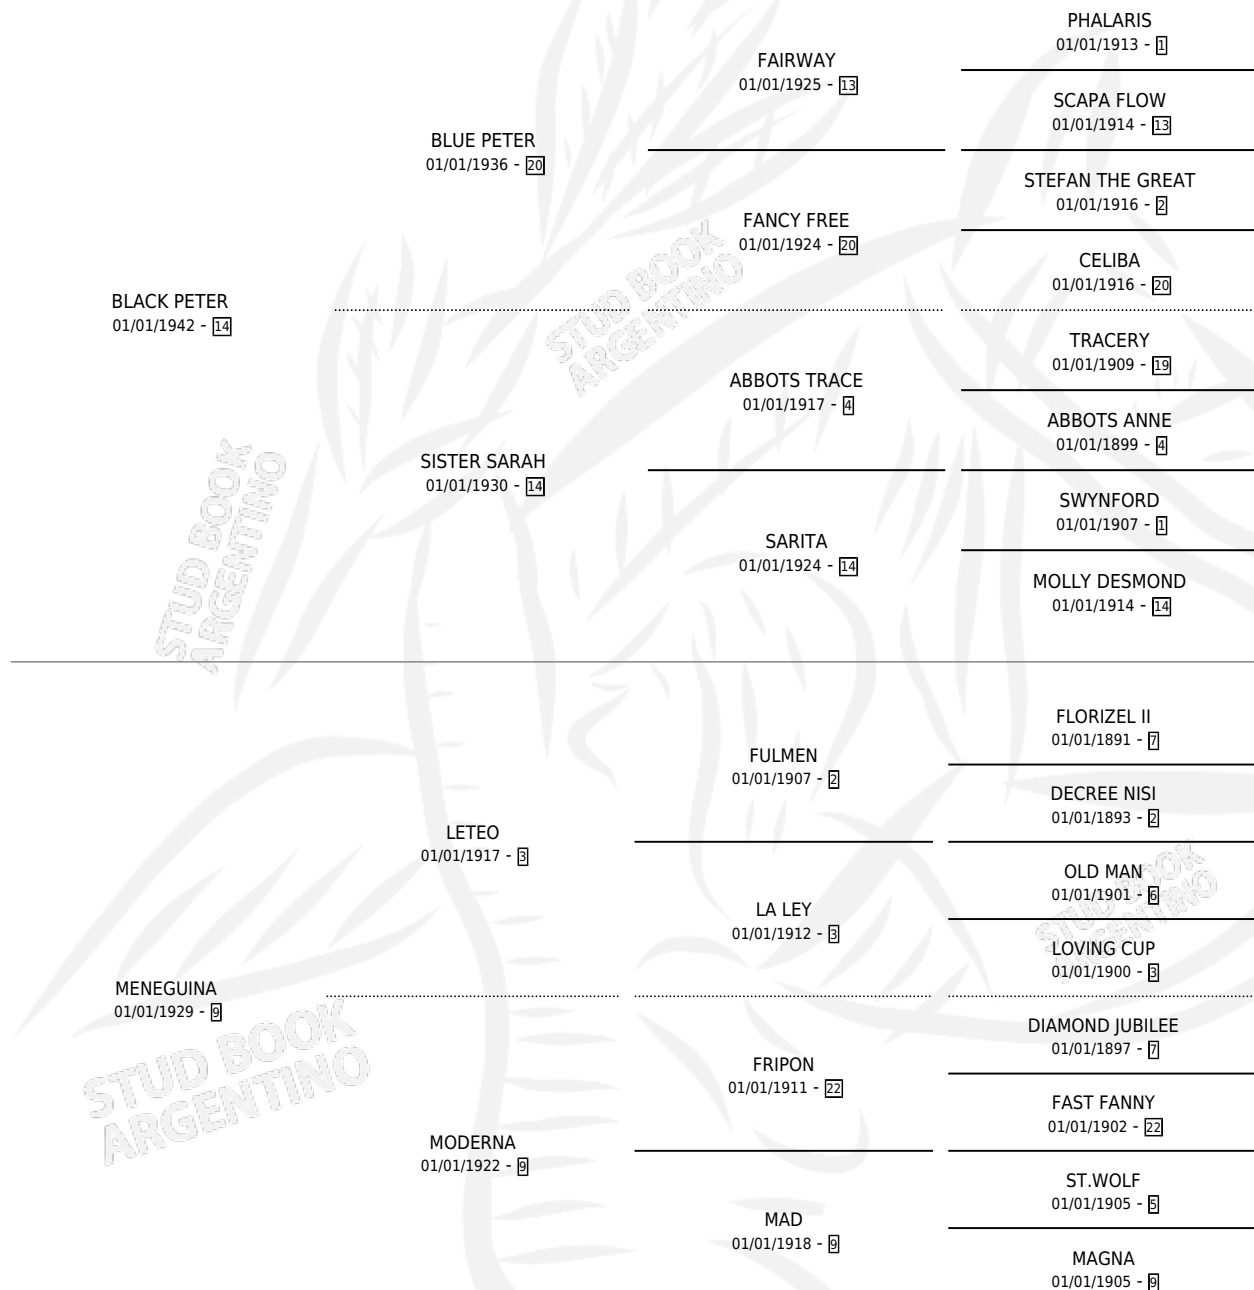 PHALARIS
01/01/1913 - 1
FAIRWAY
01/01/1925 - 13
SCAPA FLOW
01/01/1914 - 13
BLUE PETER
01/01/1936 - 20
STEFAN THE GREAT
01/01/1916 - 2
FANCY FREE
01/01/1924 - 20
CELIBA
01/01/1916 - 20
BLACK PETER
01/01/1942 - 14
TRACERY
01/01/1909 - 19
ABBOTS TRACE
01/01/1917 - 4
ABBOTS ANNE
01/01/1899 - 4
SISTER SARAH
01/01/1930 - 14
SWYNFORD
01/01/1907 - 1
SARITA
01/01/1924 - 14
MOLLY DESMOND
01/01/1914 - 14
STUD BOOK
ARGENTINO
STUD BOOK
ARGENTINO
FLORIZEL II
01/01/1891 - 7
FULMEN
01/01/1907 - 2
DECREE NISI
01/01/1893 - 2
LETEO
01/01/1917 - 3
OLD MAN
01/01/1901 - 6
LA LEY
01/01/1912 - 3
LOVING CUP
01/01/1900 - 3
MENEGUINA
01/01/1929 - 9
DIAMOND JUBILEE
01/01/1897 - 7
FRIPON
01/01/1911 - 22
FAST FANNY
01/01/1902 - 22
MODERNA
01/01/1922 - 9
ST.WOLF
01/01/1905 - 5
MAD
01/01/1918 - 9
MAGNA
01/01/1905 - 9
STUD BOOK
ARGENTINO
STUD BOOK
ARGENTINO